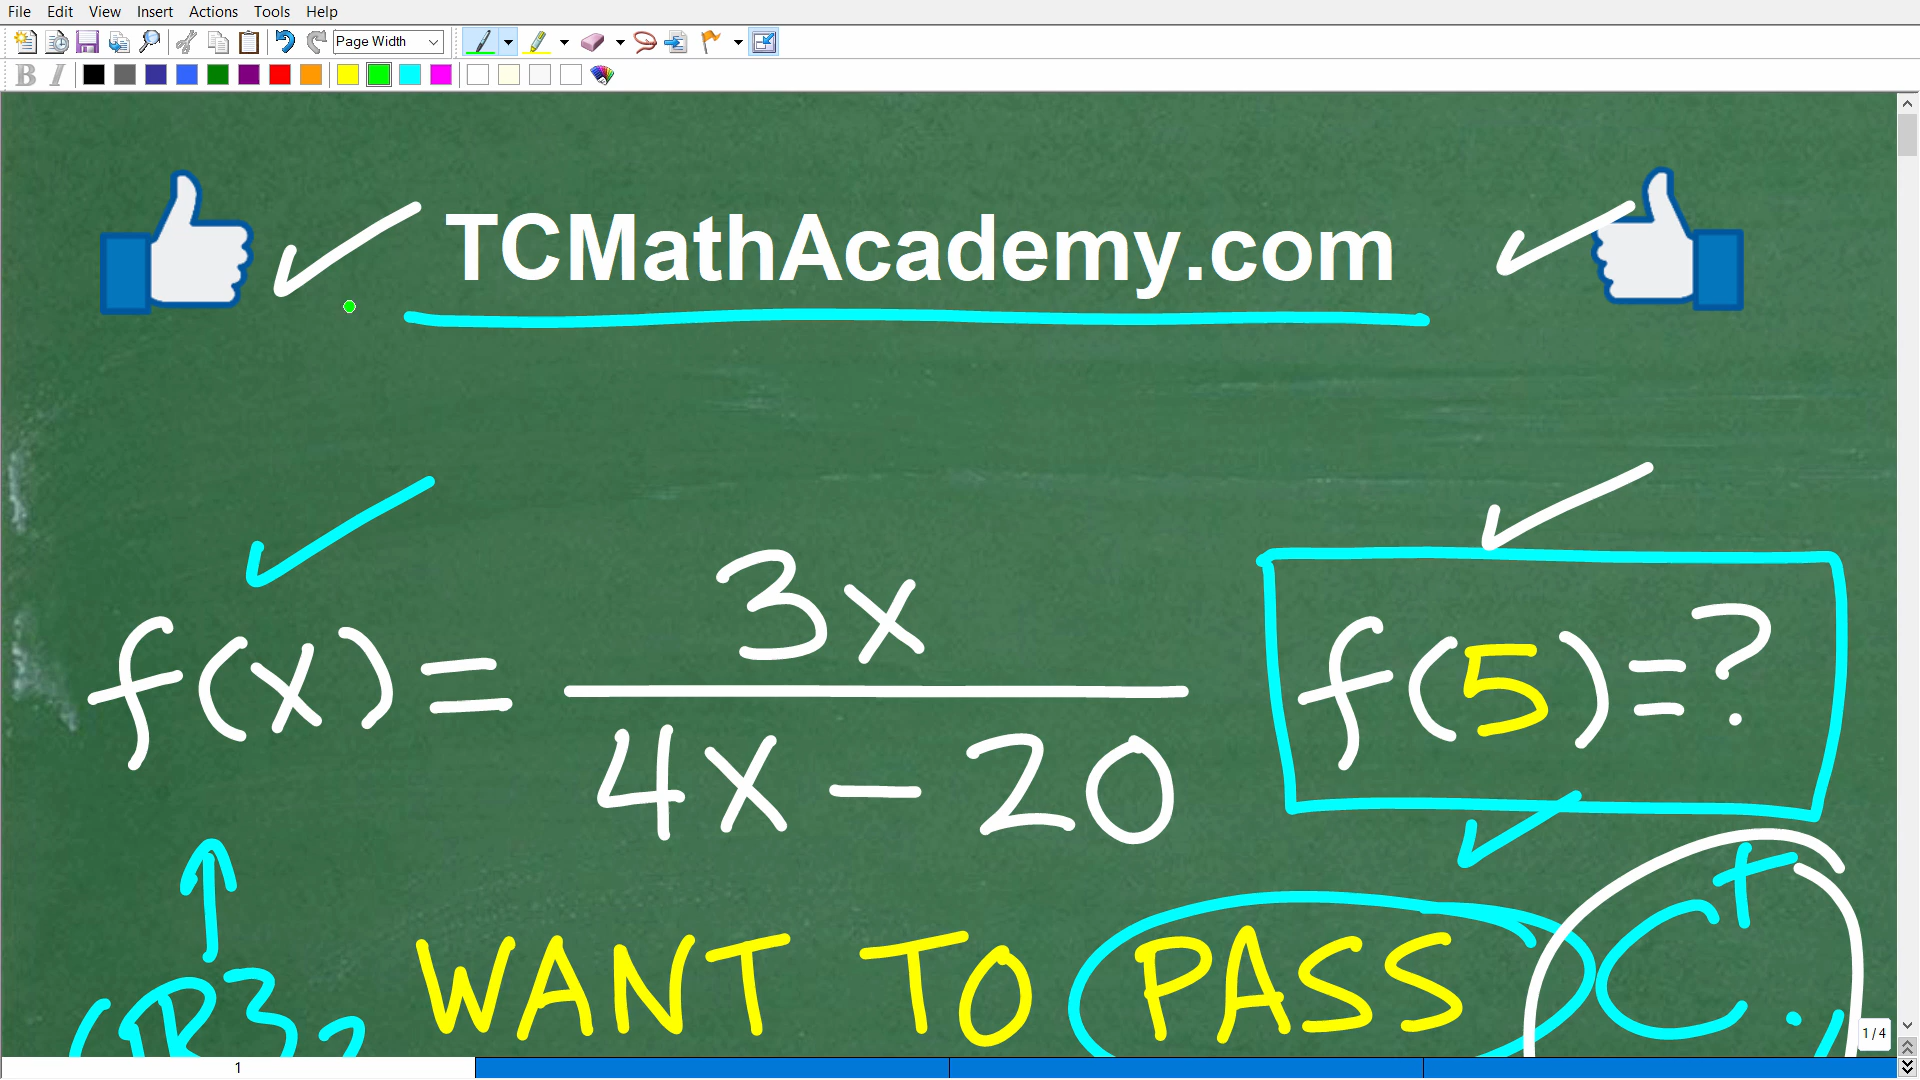 File Edit View Insert Actions Tools Help
Page Width
B I
TCMathAcademy.com
f(x) = 3x
4x - 20
f(5) = ?
WANT TO PASS
C+
1 / 4
1